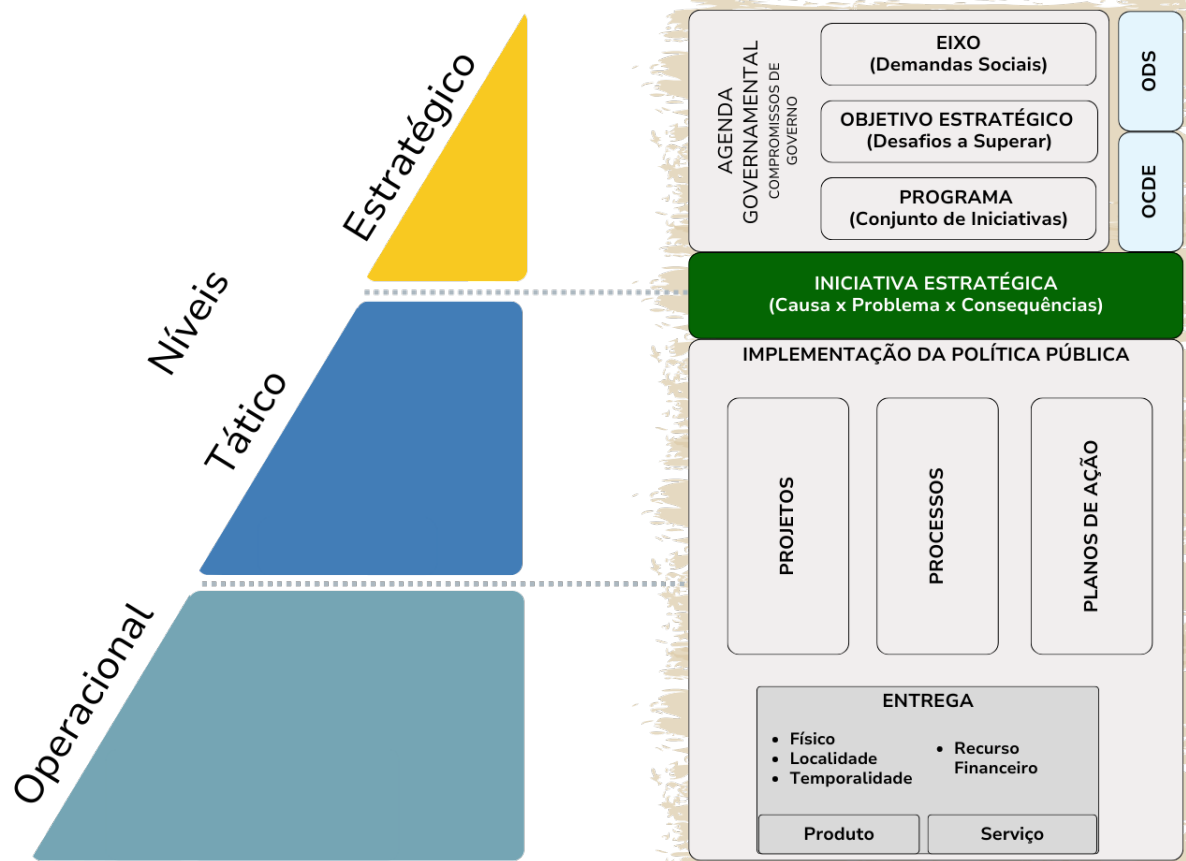 Níveis
Estratégico
Tático
Operacional
AGENDA
GOVERNAMENTAL
COMPROMISSOS DE
GOVERNO
EIXO
(Demandas Sociais)
OBJETIVO ESTRATÉGICO
(Desafios a Superar)
PROGRAMA
(Conjunto de Iniciativas)
ODS
OCDE
INICIATIVA ESTRATÉGICA
(Causa x Problema x Consequências)
IMPLEMENTAÇÃO DA POLÍTICA PÚBLICA
PROJETOS
PROCESSOS
PLANOS DE AÇÃO
ENTREGA
• Físico
• Localidade
• Temporalidade
• Recurso
Financeiro
Produto
Serviço